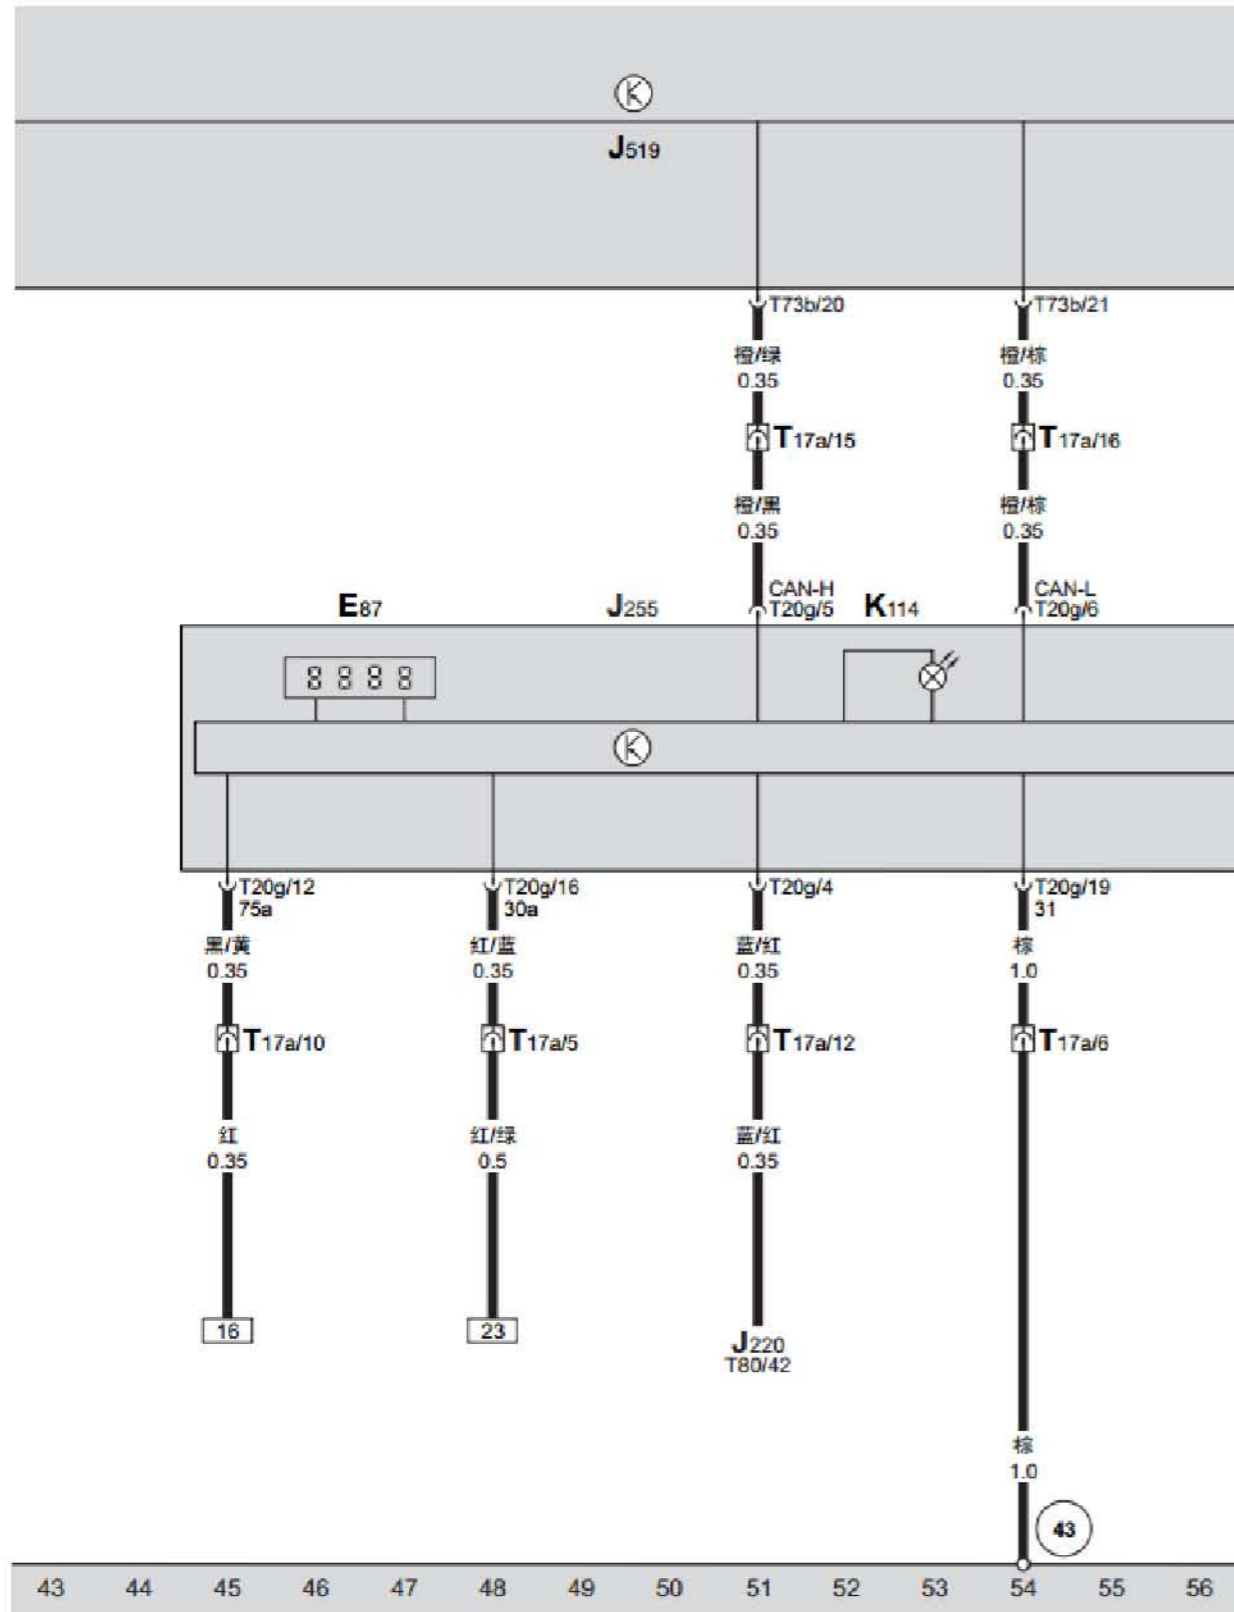 J519
T73b/20
T73b/21
橙/绿
0.35
橙/棕
0.35
T17a/15
T17a/16
橙/黑
0.35
橙/棕
0.35
E87
J255
CAN-H
T20g/5
K114
CAN-L
T20g/6
T20g/12
75a
T20g/16
30a
T20g/4
T20g/19
31
黑/黄
0.35
红/蓝
0.35
蓝/红
0.35
棕
1.0
T17a/10
T17a/5
T17a/12
T17a/6
红
0.35
红/绿
0.5
蓝/红
0.35
16
23
J220
T80/42
棕
1.0
43
43 44 45 46 47 48 49 50 51 52 53 54 55 56